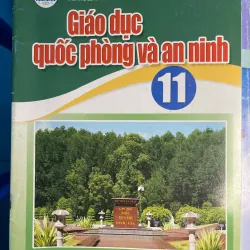 Giáo dục
quốc phòng và an ninh
11